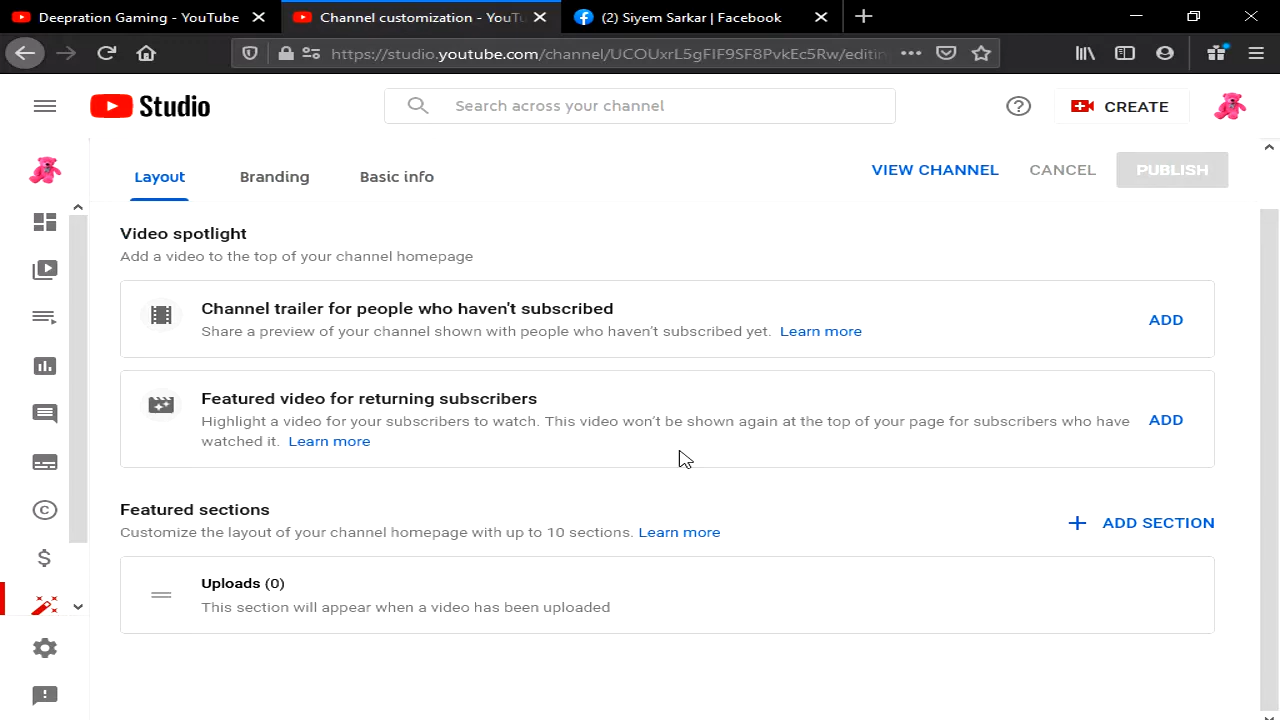 Deepration Gaming - YouTube
Channel customization - YouTu
(2) Siyem Sarkar | Facebook
https://studio.youtube.com/channel/UCOUxrL5gFIF9SF8PvkEc5Rw/editin
Studio
Search across your channel
CREATE
Layout
Branding
Basic info
VIEW CHANNEL
CANCEL
PUBLISH
Video spotlight
Add a video to the top of your channel homepage
Channel trailer for people who haven't subscribed
Share a preview of your channel shown with people who haven't subscribed yet. Learn more
ADD
Featured video for returning subscribers
Highlight a video for your subscribers to watch. This video won't be shown again at the top of your page for subscribers who have
watched it. Learn more
ADD
Featured sections
Customize the layout of your channel homepage with up to 10 sections. Learn more
ADD SECTION
Uploads (0)
This section will appear when a video has been uploaded